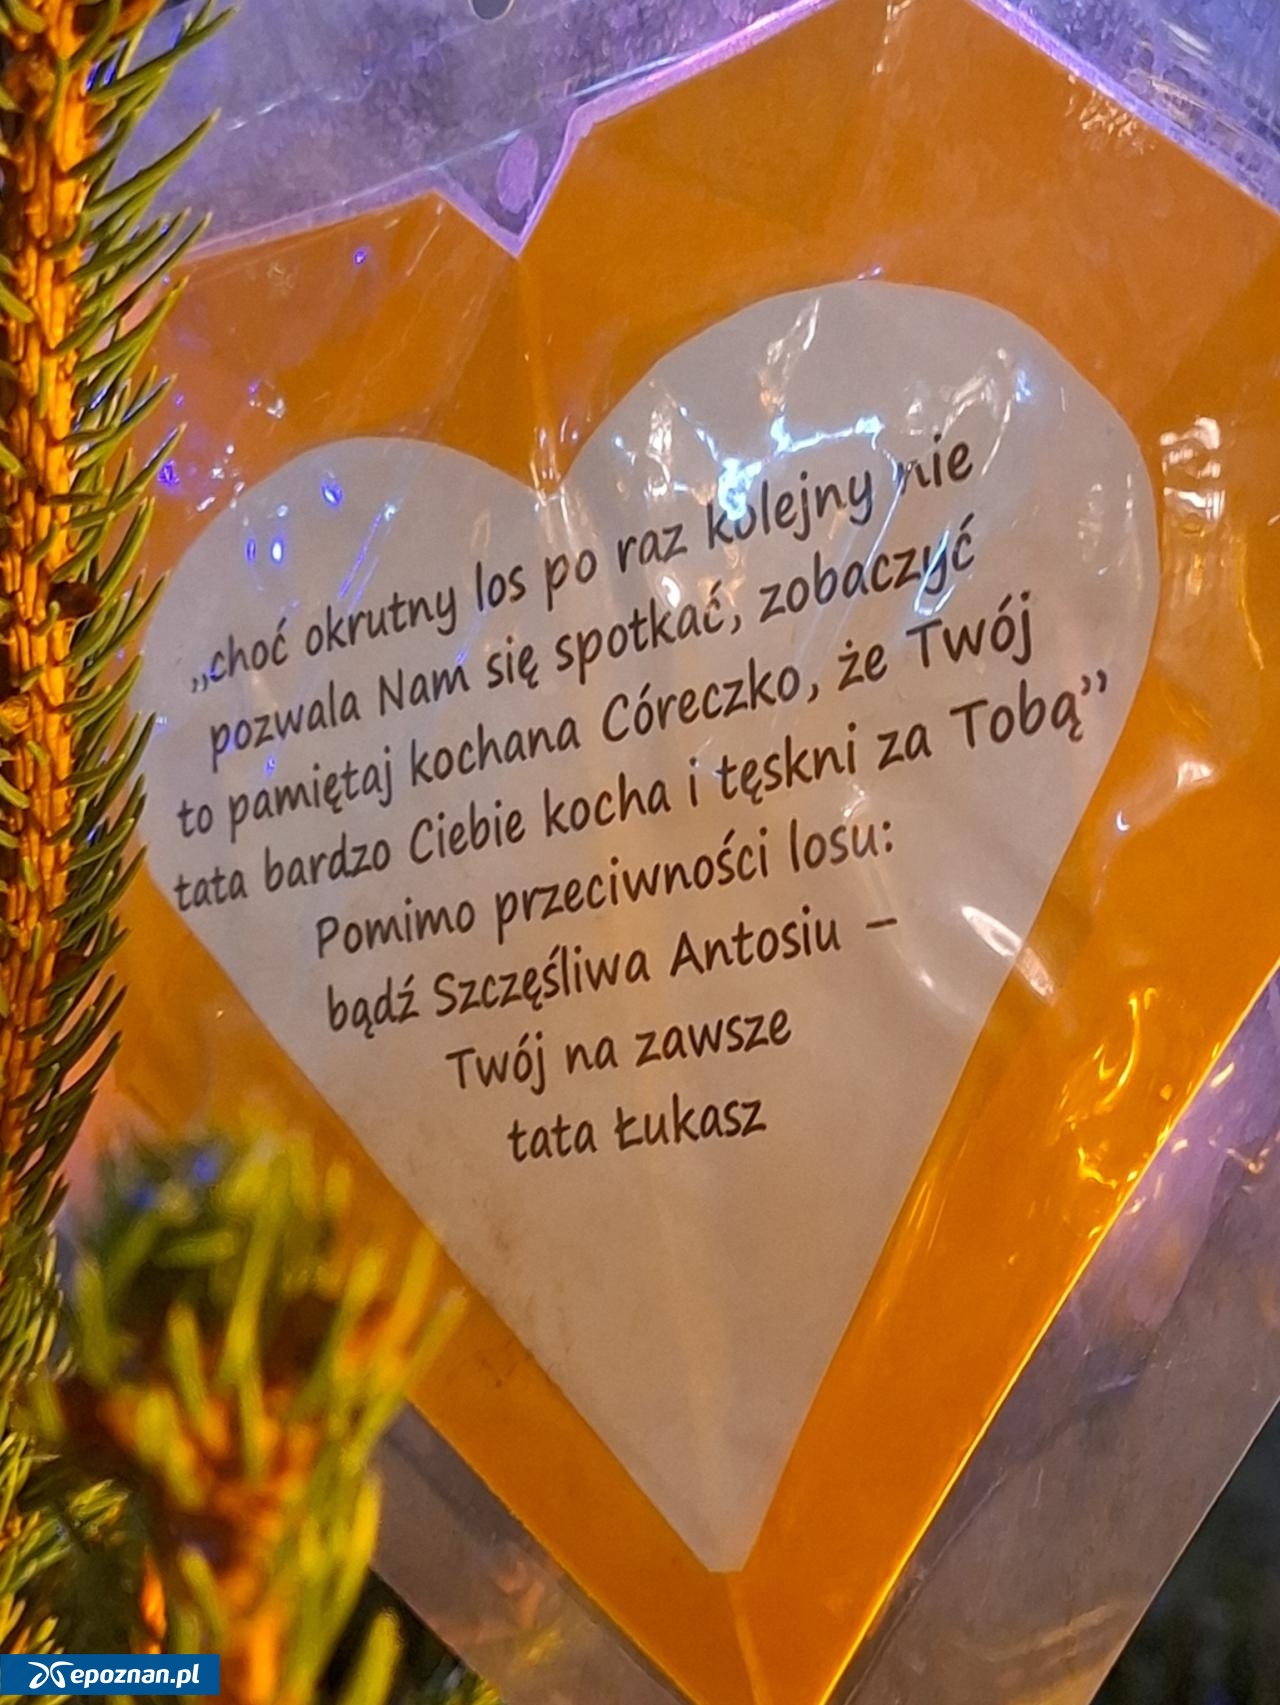 „choć okrutny los po raz kolejny nie
pozwala Nam się spotkać, zobaczyć
to pamiętaj kochana Córeczko, że Twój
tata bardzo Ciebie kocha i tęskni za Tobą”
Pomimo przeciwności losu:
bądź Szczęśliwa Antosiu –
Twój na zawsze
tata Łukasz
epoznan.pl